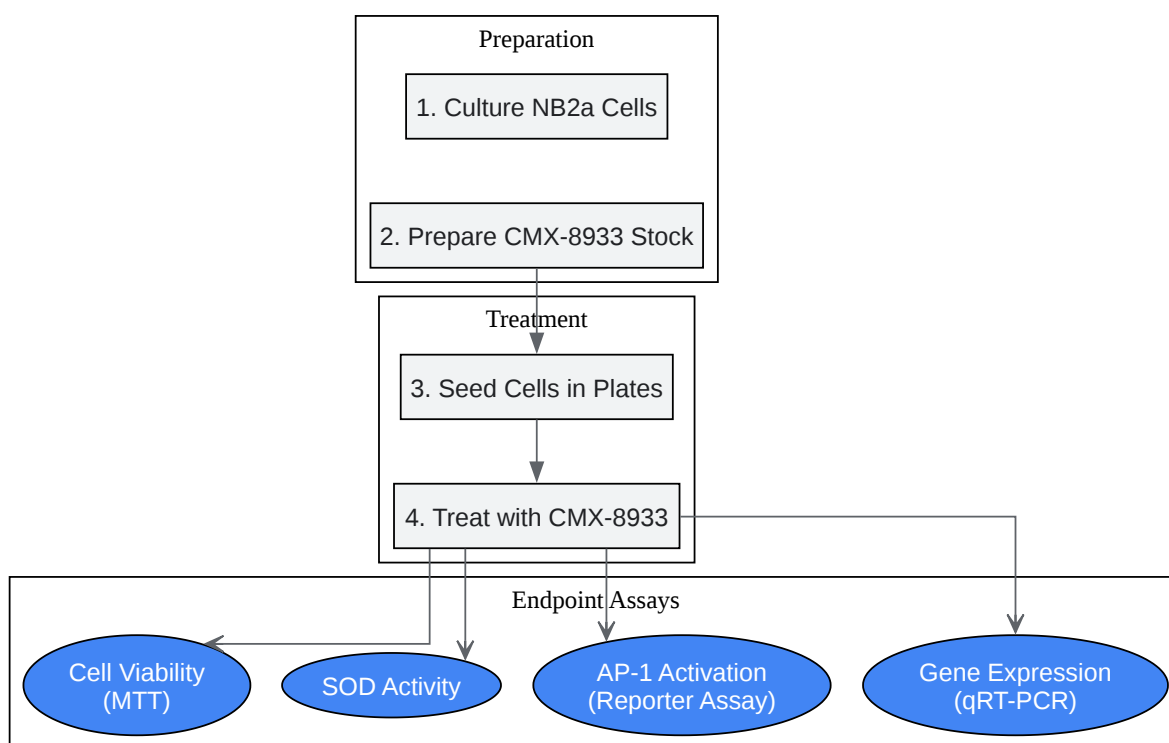 Preparation
1. Culture NB2a Cells
2. Prepare CMX-8933 Stock
Treatment
3. Seed Cells in Plates
4. Treat with CMX-8933
Endpoint Assays
Cell Viability
(MTT)
SOD Activity
AP-1 Activation
(Reporter Assay)
Gene Expression
(qRT-PCR)